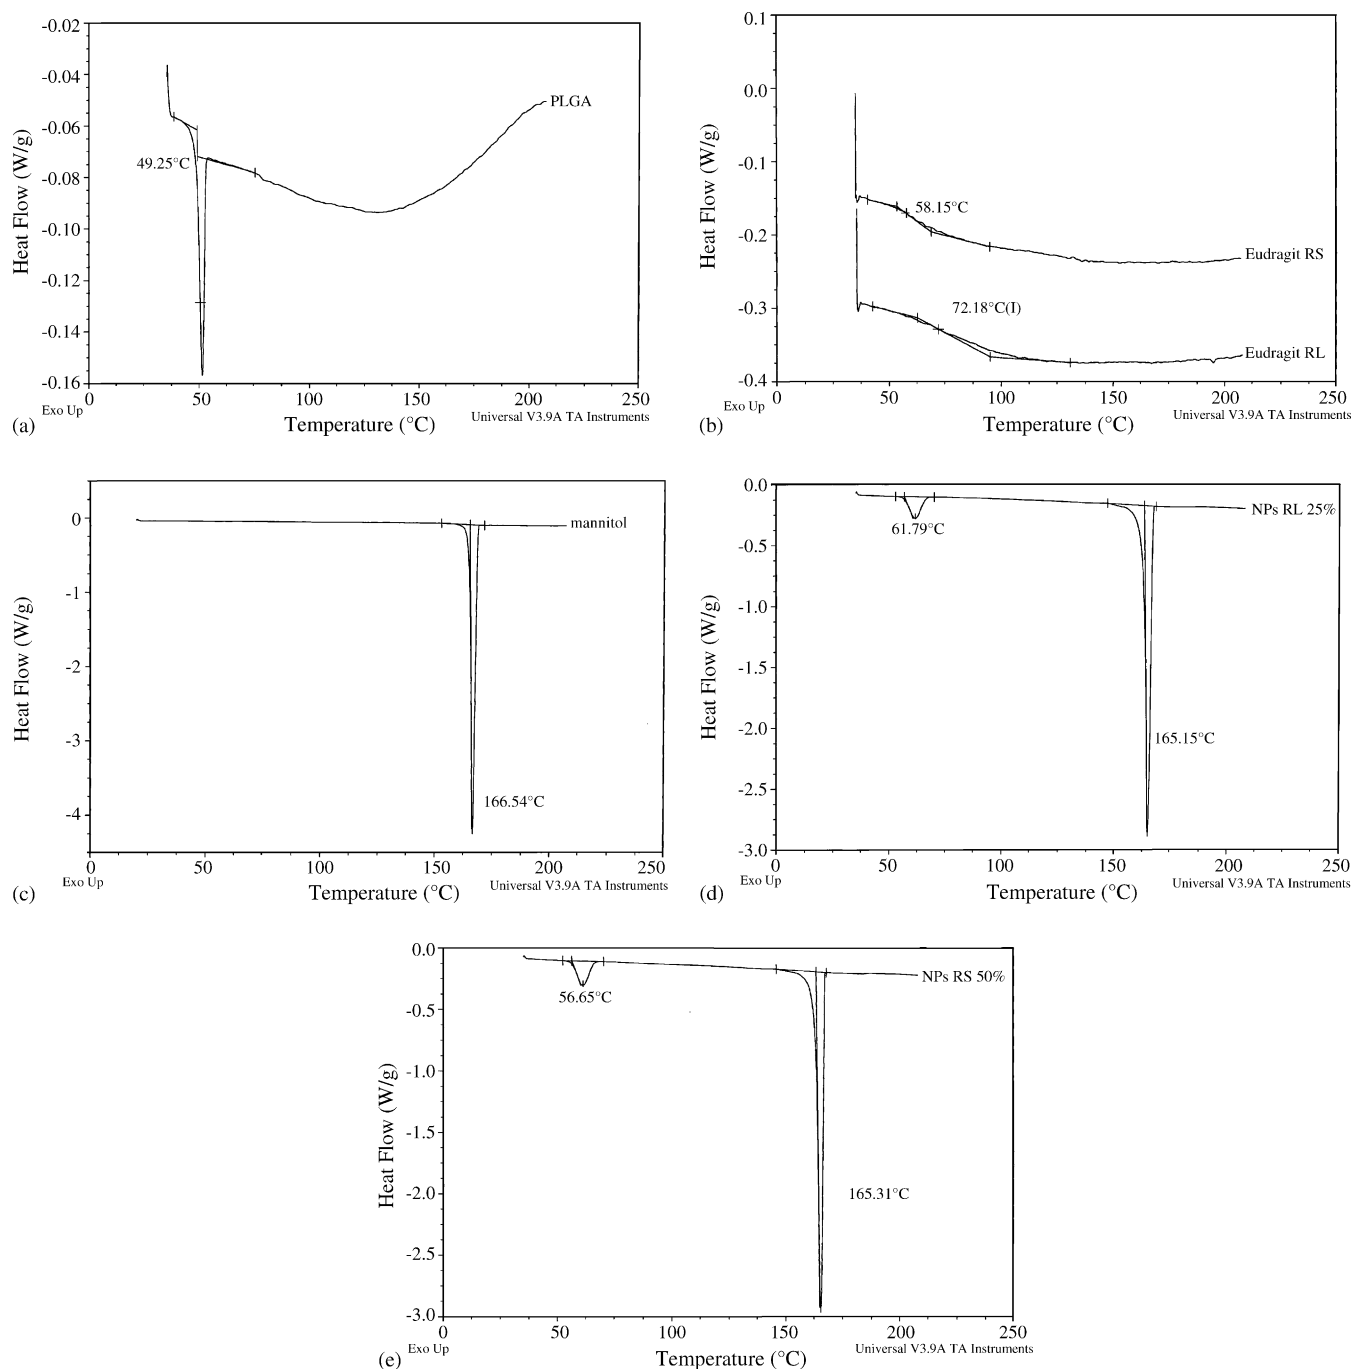 -0.02
-0.04
-0.06
-0.08
-0.10
-0.12
-0.14
-0.16
Heat Flow (W/g)
PLGA
49.25°C
0
50
100
150
200
250
Exo Up
Temperature (°C)
Universal V3.9A TA Instruments
(a)
0.1
0.0
-0.1
-0.2
-0.3
-0.4
Heat Flow (W/g)
58.15°C
Eudragit RS
72.18°C(I)
Eudragit RL
0
50
100
150
200
250
Exo Up
Temperature (°C)
Universal V3.9A TA Instruments
(b)
0
-1
-2
-3
-4
Heat Flow (W/g)
mannitol
166.54°C
0
50
100
150
200
250
Exo Up
Temperature (°C)
Universal V3.9A TA Instruments
(c)
0.0
-0.5
-1.0
-1.5
-2.0
-2.5
-3.0
Heat Flow (W/g)
NPs RL 25%
61.79°C
165.15°C
0
50
100
150
200
250
Exo Up
Temperature (°C)
Universal V3.9A TA Instruments
(d)
0.0
-0.5
-1.0
-1.5
-2.0
-2.5
-3.0
Heat Flow (W/g)
NPs RS 50%
56.65°C
165.31°C
0
50
100
150
200
250
Exo Up
Temperature (°C)
Universal V3.9A TA Instruments
(e)